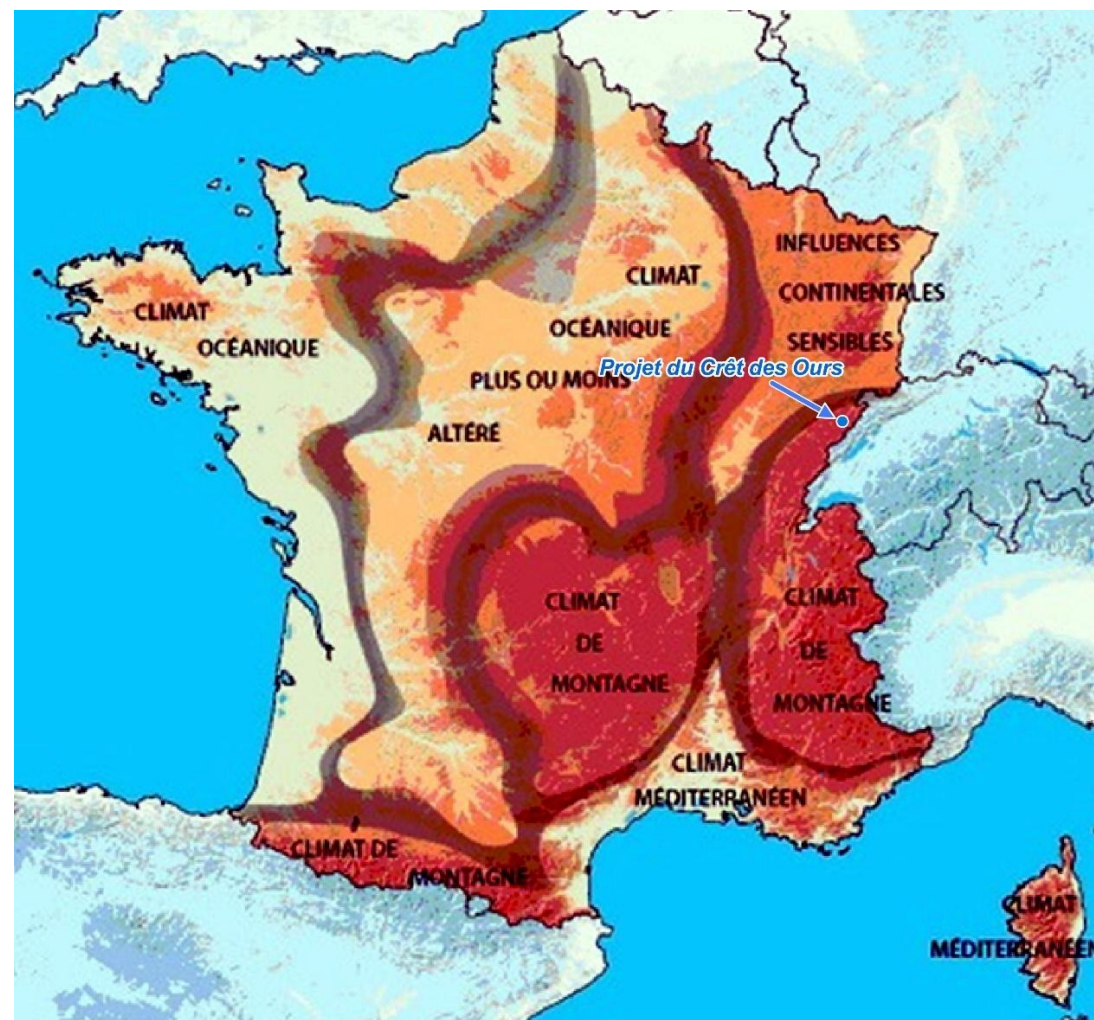 INFLUENCES
CONTINENTALES
SENSIBLES
CLIMAT
OCÉANIQUE
PLUS OU MOINS
ALTÉRÉ
Projet du Crêt des Ours
CLIMAT
OCÉANIQUE
CLIMAT
DE
MONTAGNE
CLIMAT
DE
MONTAGNE
CLIMAT
MÉDITERRANÉEN
CLIMAT DE
MONTAGNE
CLIMAT
MÉDITERRANÉEN